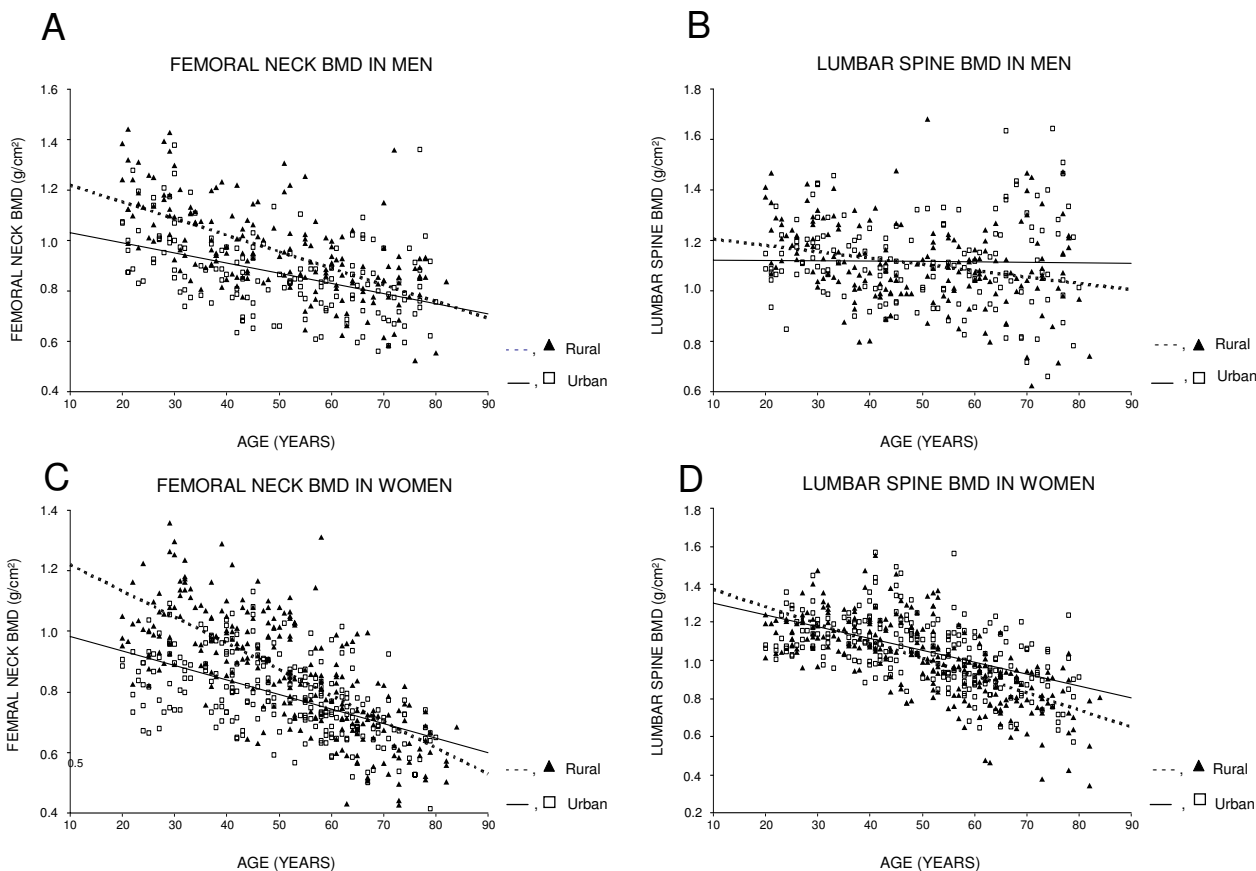 A
FEMORAL NECK BMD IN MEN
FEMORAL NECK BMD (g/cm²)
1.6
1.4
1.2
1.0
0.8
0.6
0.4
10 20 30 40 50 60 70 80 90
AGE (YEARS)
, Rural
, Urban
B
LUMBAR SPINE BMD IN MEN
LUMBAR SPINE BMD (g/cm²)
1.8
1.6
1.4
1.2
1.0
0.8
0.6
10 20 30 40 50 60 70 80 90
AGE (YEARS)
, Rural
, Urban
C
FEMORAL NECK BMD IN WOMEN
FEMRAL NECK BMD (g/cm²)
1.4
1.2
1.0
0.8
0.6
0.5
0.4
10 20 30 40 50 60 70 80 90
AGE (YEARS)
, Rural
, Urban
D
LUMBAR SPINE BMD IN WOMEN
LUMBAR SPINE BMD (g/cm²)
1.8
1.6
1.4
1.2
1.0
0.8
0.6
0.4
0.2
10 20 30 40 50 60 70 80 90
AGE (YEARS)
, Rural
, Urban